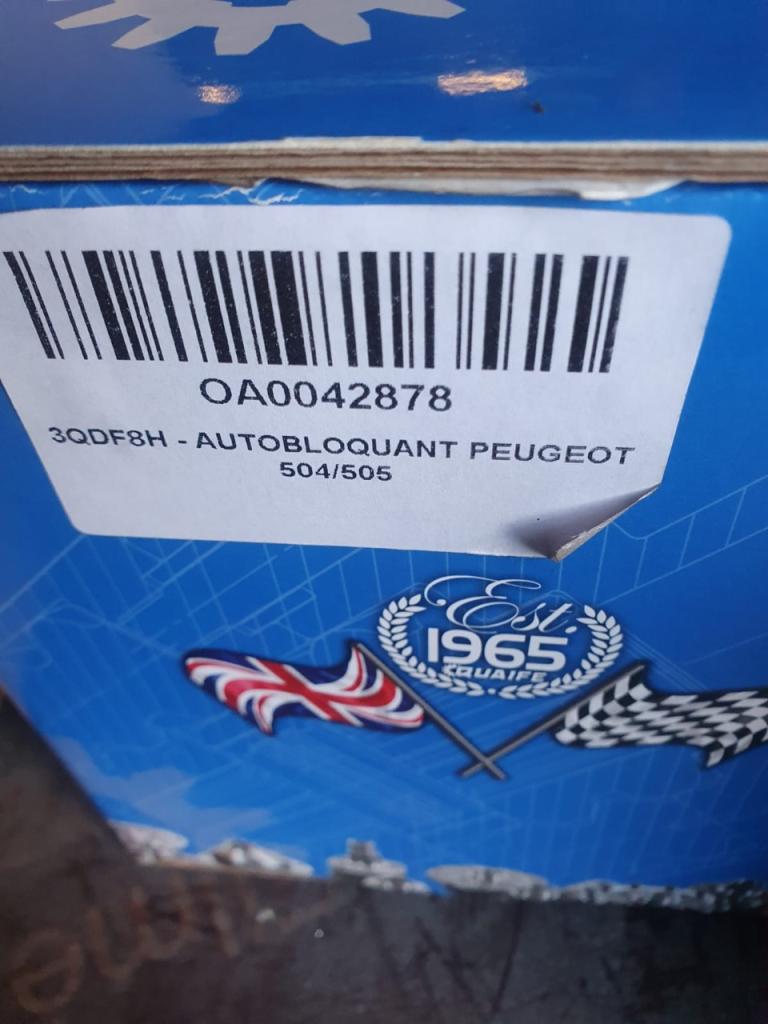 OA0042878
3QDF8H - AUTOBLOQUANT PEUGEOT
504/505
Est.
1965
QUAIFE